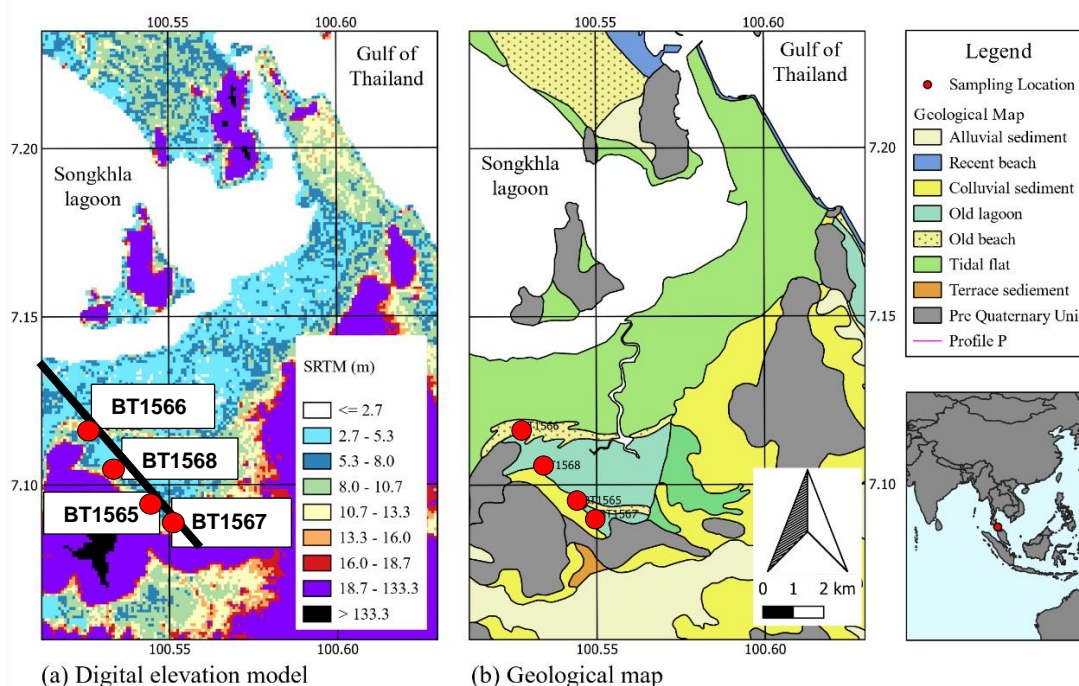 100.55
100.60
Gulf of
Thailand
7.20
Songkhla
lagoon
7.15
SRTM (m)
<= 2.7
2.7 - 5.3
5.3 - 8.0
8.0 - 10.7
10.7 - 13.3
13.3 - 16.0
16.0 - 18.7
18.7 - 133.3
> 133.3
BT1566
BT1568
7.10
BT1565
BT1567
100.55
100.60
(a) Digital elevation model
100.55
100.60
Gulf of
Thailand
7.20
Songkhla
lagoon
7.15
BT1566
T1568
7.10
BT1565
BT1567
0 1 2 km
100.55
100.60
(b) Geological map
Legend
Sampling Location
Geological Map
Alluvial sediment
Recent beach
Colluvial sediment
Old lagoon
Old beach
Tidal flat
Terrace sediement
Pre Quaternary Uni
Profile P